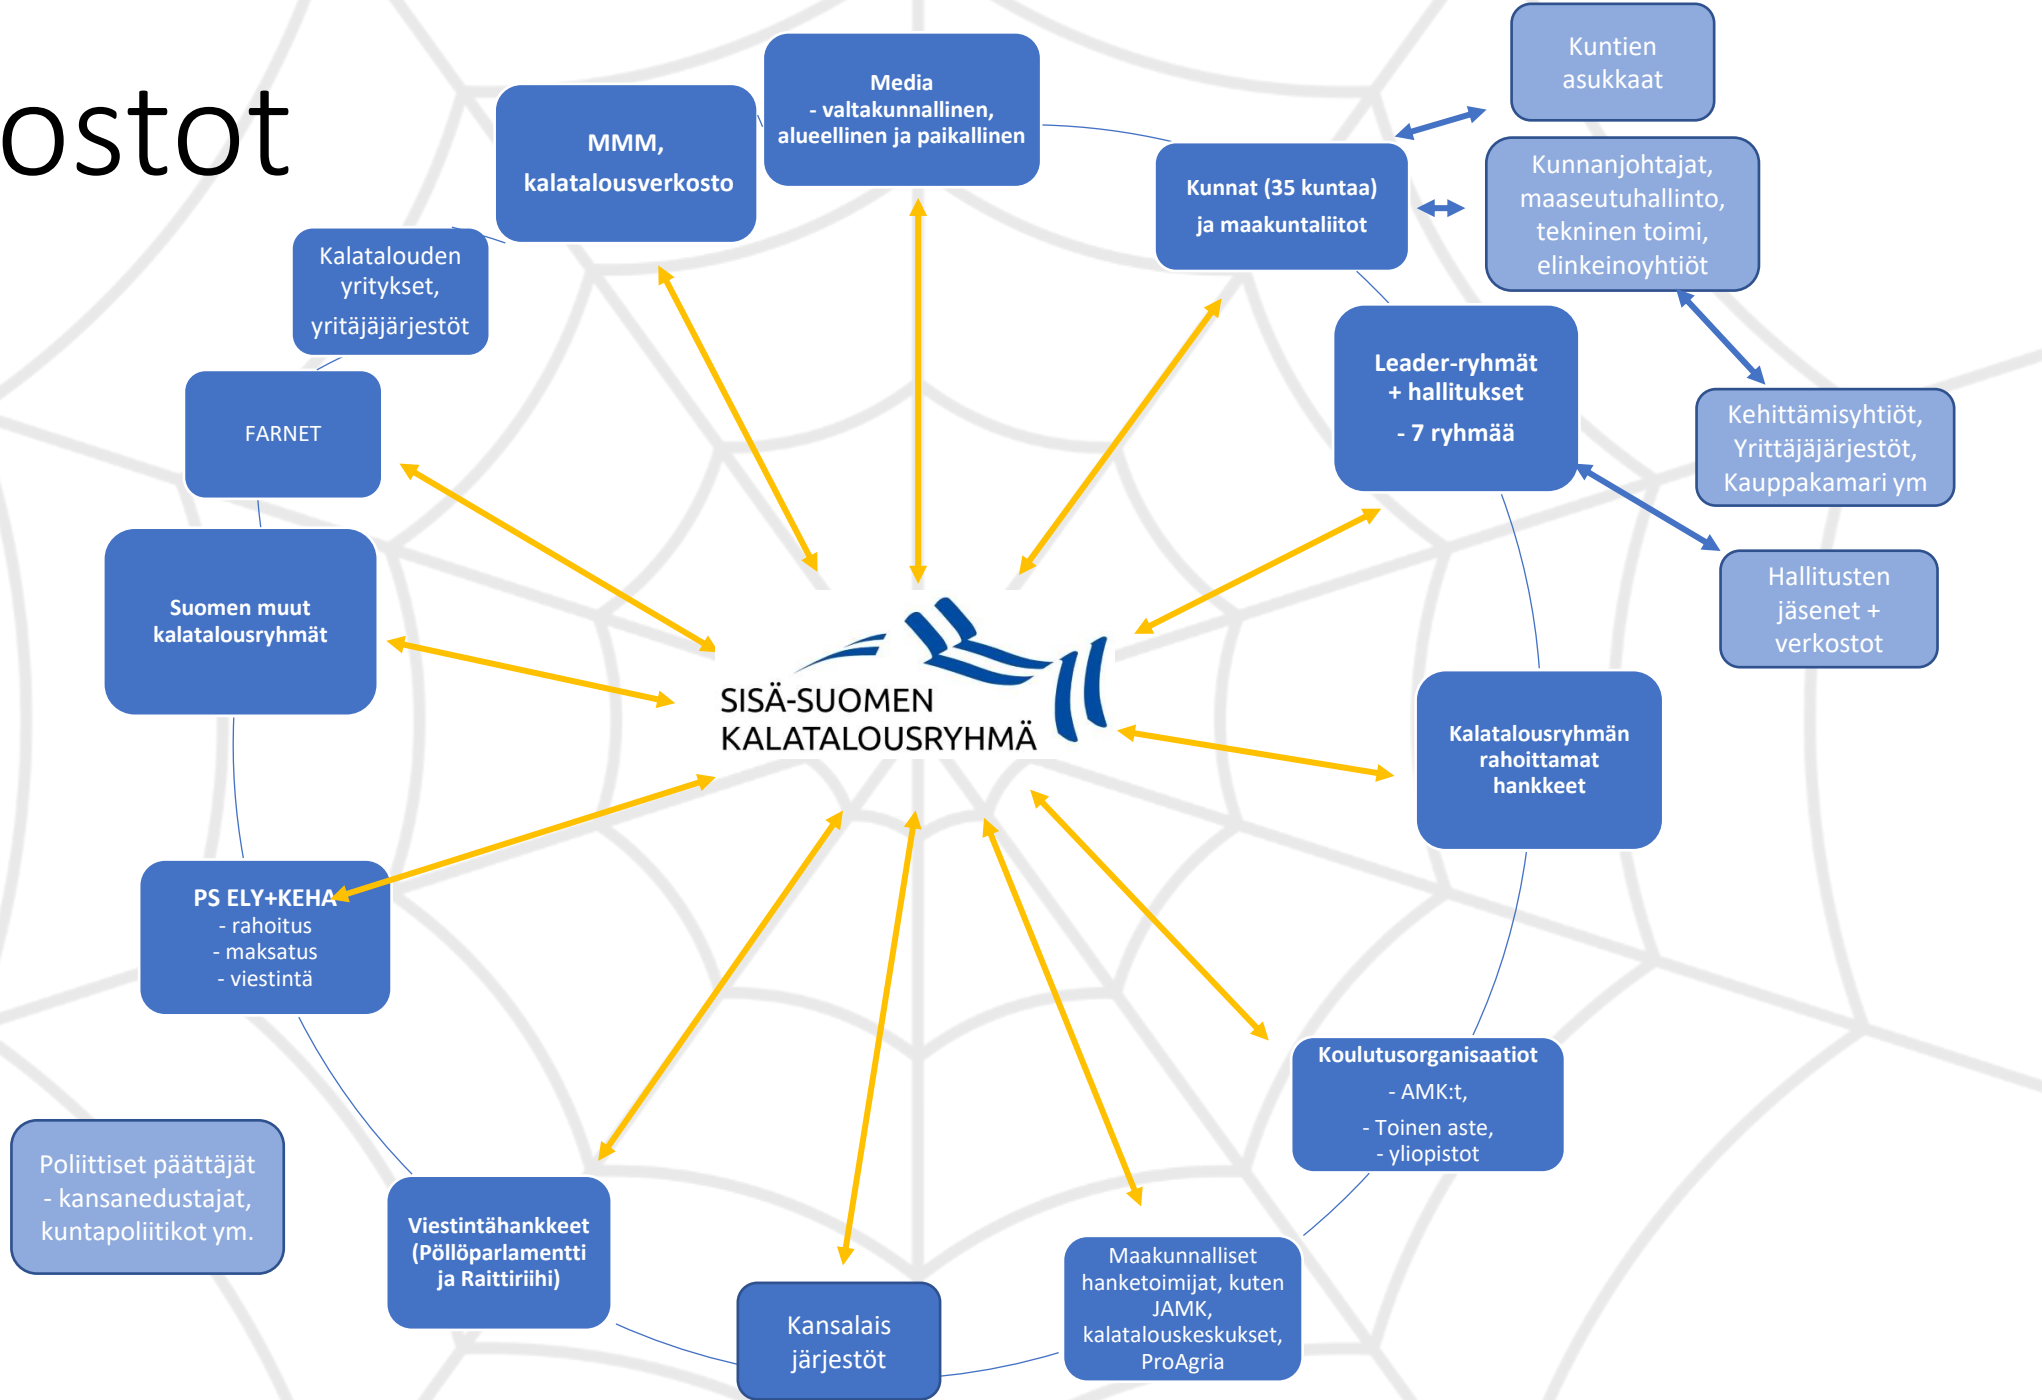 ostot
Media
- valtakunnallinen,
alueellinen ja paikallinen
MMM,
kalatalousverkosto
Kunnat (35 kuntaa)
ja maakuntaliitot
Kuntien
asukkaat
Kunnanjohtajat,
maaseutuhallinto,
tekninen toimi,
elinkeinoyhtiöt
Kalatalouden
yritykset,
yritäjäjärjestöt
Leader-ryhmät
+ hallitukset
- 7 ryhmää
Kehittämisyhtiöt,
Yrittäjäjärjestöt,
Kauppakamari ym
FARNET
Hallitusten
jäsenet +
verkostot
Suomen muut
kalatalousryhmät
SISÄ-SUOMEN
KALATALOUSRYHMÄ
Kalatalousryhmän
rahoittamat
hankkeet
PS ELY+KEHA
- rahoitus
- maksatus
- viestintä
Koulutusorganisaatiot
- AMK:t,
- Toinen aste,
- yliopistot
Poliittiset päättäjät
- kansanedustajat,
kuntapoliitikot ym.
Viestintähankkeet
(Pöllöparlamentti
ja Raittiriihi)
Kansalais
järjestöt
Maakunnalliset
hanketoimijat, kuten
JAMK,
kalatalouskeskukset,
ProAgria